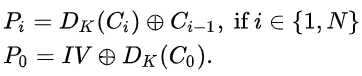 P_i = D_K(C_i) ⊕ C_{i−1}, if i ∈ {1, N}
P_0 = IV ⊕ D_K(C_0).